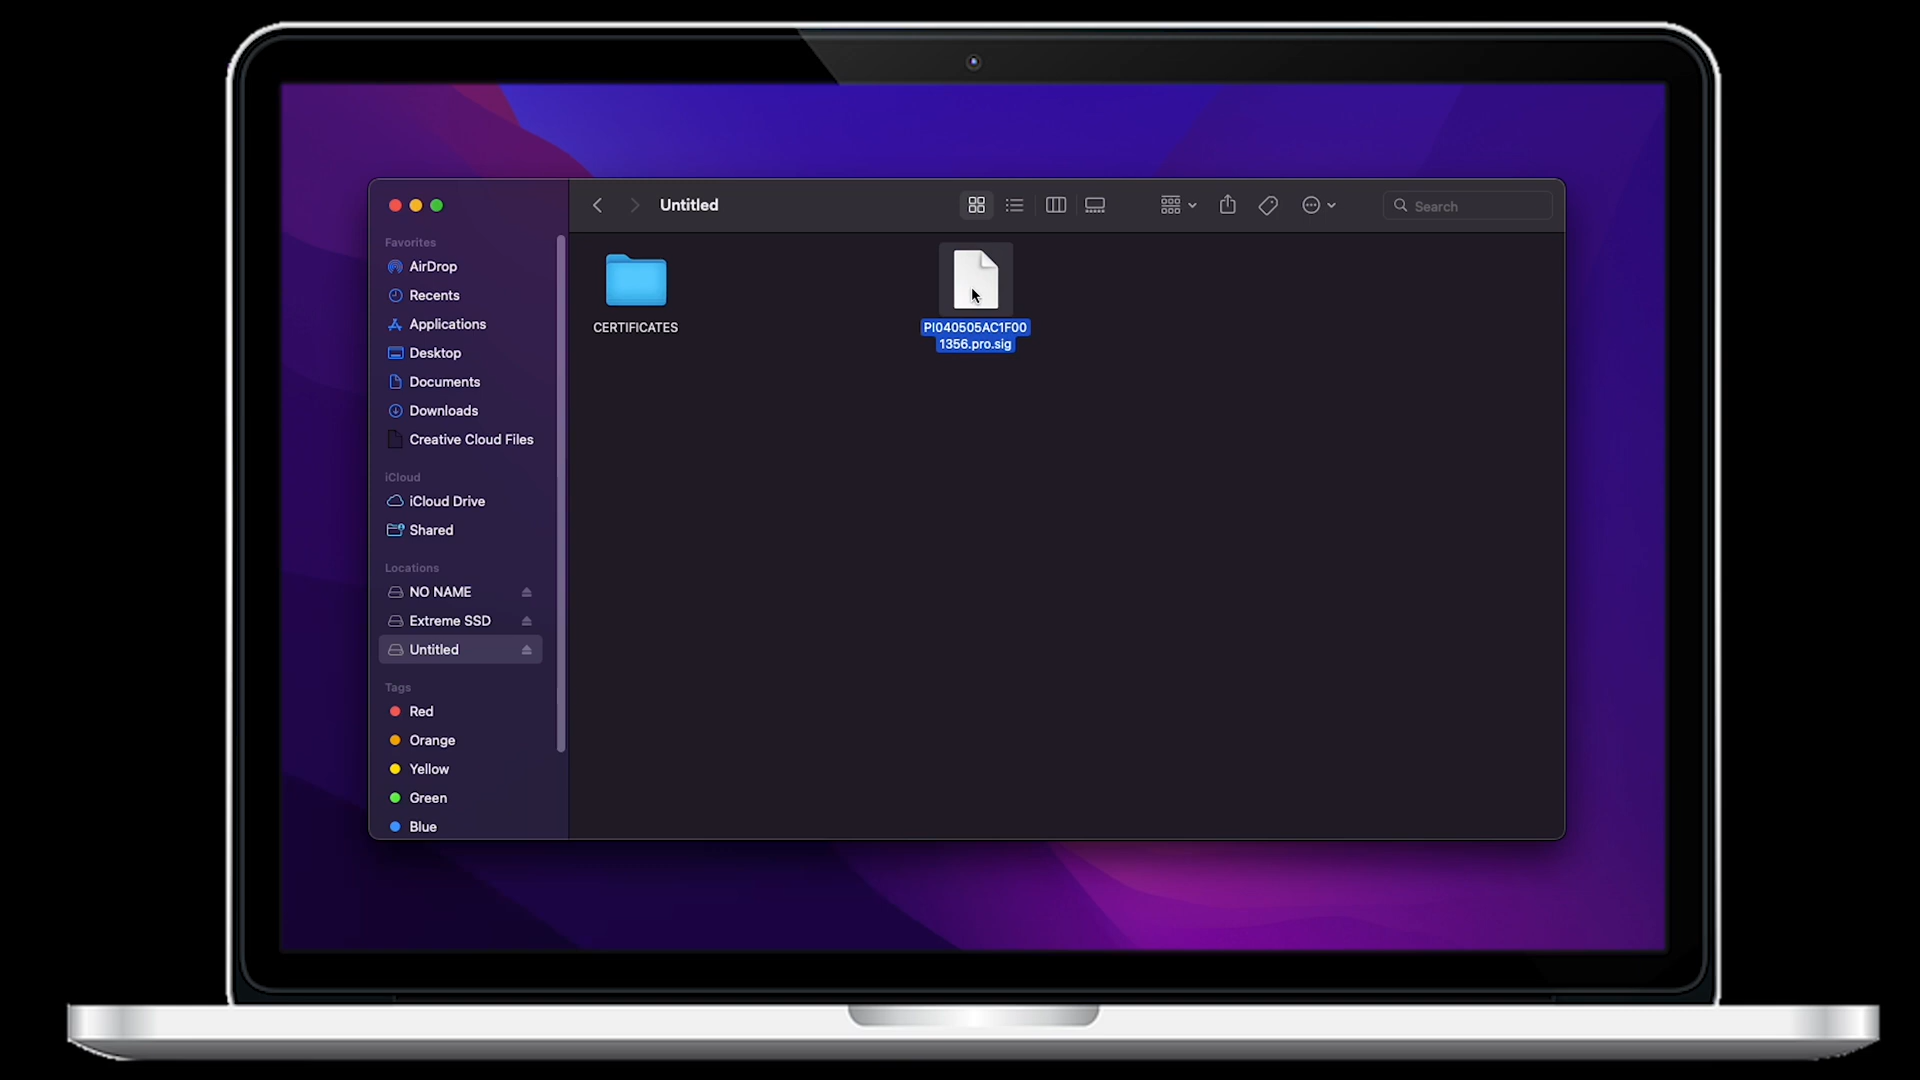 Untitled
Search
Favorites
AirDrop
Recents
Applications
Desktop
Documents
Downloads
Creative Cloud Files
iCloud
iCloud Drive
Shared
Locations
NO NAME
Extreme SSD
Untitled
Tags
Red
Orange
Yellow
Green
Blue
CERTIFICATES
PI040505AC1F00
1356.pro.sig